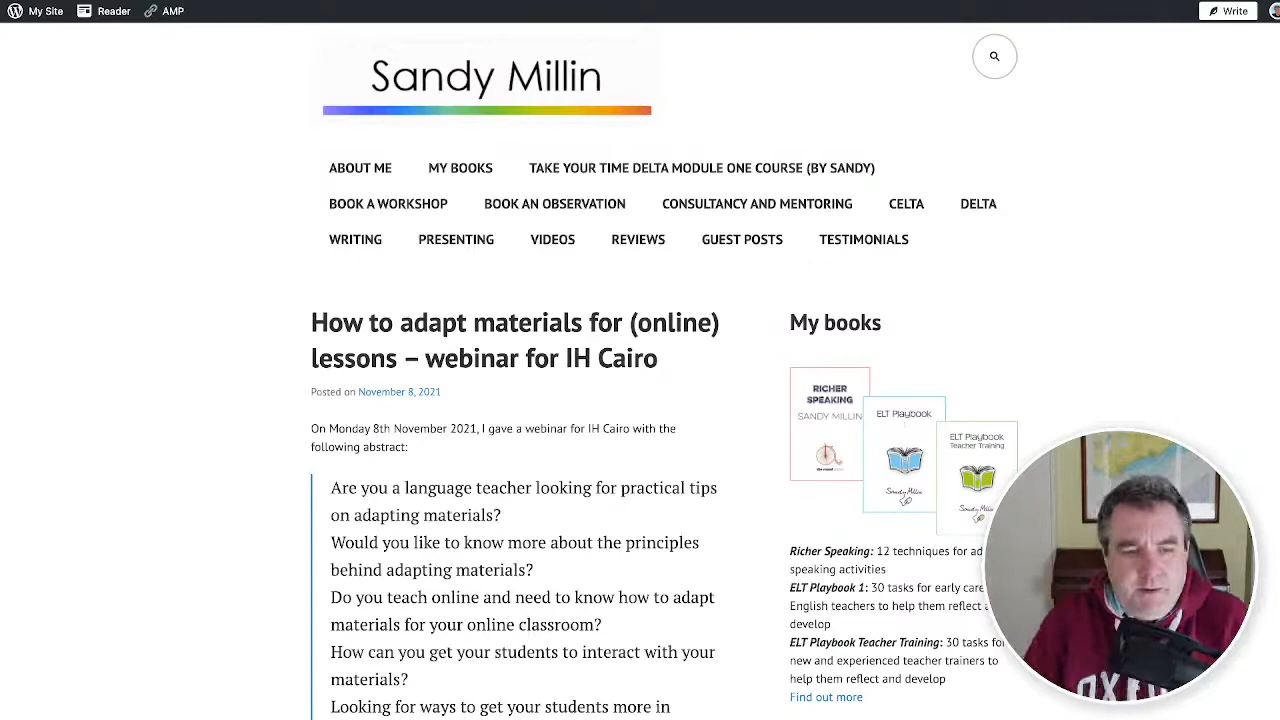 My Site Reader AMP Write
Sandy Millin
ABOUT ME MY BOOKS TAKE YOUR TIME DELTA MODULE ONE COURSE (BY SANDY)
BOOK A WORKSHOP BOOK AN OBSERVATION CONSULTANCY AND MENTORING CELTA DELTA
WRITING PRESENTING VIDEOS REVIEWS GUEST POSTS TESTIMONIALS
How to adapt materials for (online)
lessons – webinar for IH Cairo
Posted on November 8, 2021
On Monday 8th November 2021, I gave a webinar for IH Cairo with the
following abstract:
Are you a language teacher looking for practical tips
on adapting materials?
Would you like to know more about the principles
behind adapting materials?
Do you teach online and need to know how to adapt
materials for your online classroom?
How can you get your students to interact with your
materials?
Looking for ways to get your students more in
My books
RICHER
SPEAKING
SANDY MILLIN
ELT Playbook
Sandy Millin
ELT Playbook
Teacher Training
Sandy
Richer Speaking: 12 techniques for
speaking activities
ELT Playbook 1: 30 tasks for early
English teachers to help them reflect
develop
ELT Playbook Teacher Training: 30 tasks
new and experienced teacher trainers to
help them reflect and develop
Find out more